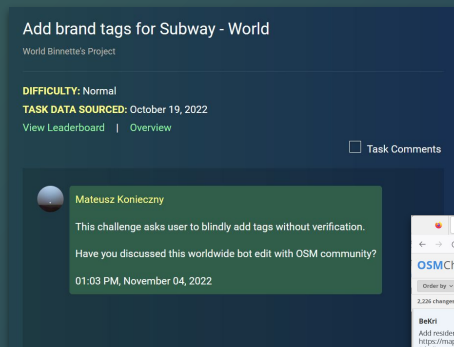 Add brand tags for Subway - World
World Binnette's Project
DIFFICULTY: Normal
TASK DATA SOURCED: October 19, 2022
View Leaderboard | Overview
Task Comments
Mateusz Konieczny
This challenge asks user to blindly add tags without verification.
Have you discussed this worldwide bot edit with OSM community?
01:03 PM, November 04, 2022
OSMCh
Order by
2,226 changes
BeKri
Add resider
https://map